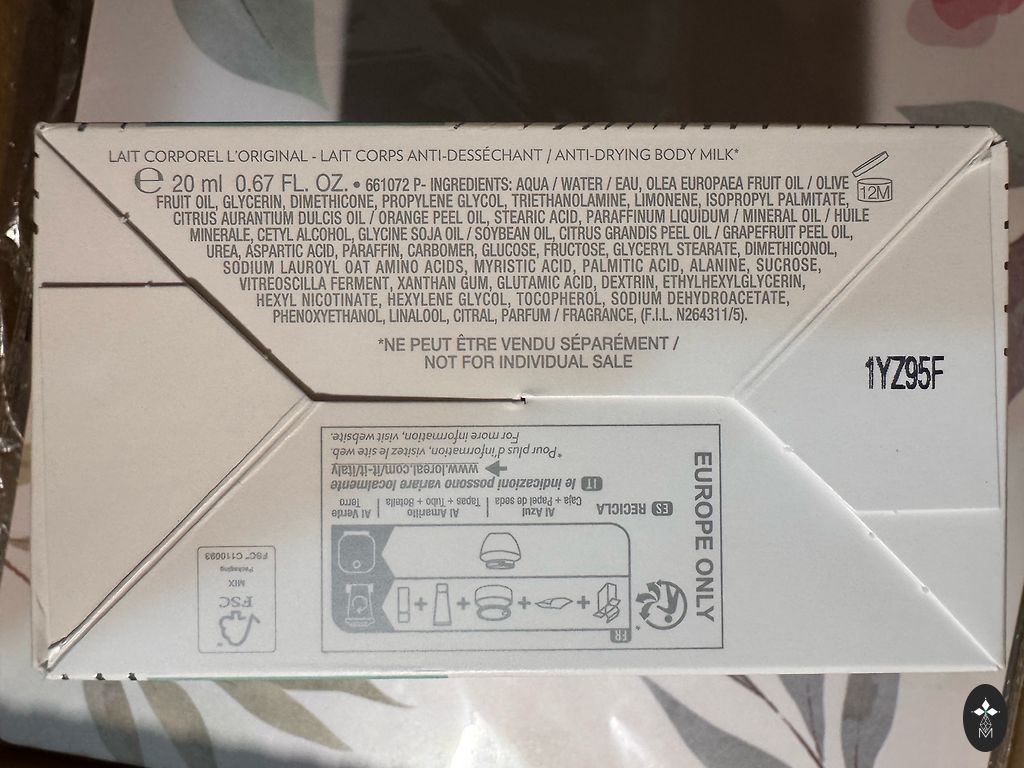 LAIT CORPOREL L'ORIGINAL - LAIT CORPS ANTI-DESSÉCHANT / ANTI-DRYING BODY MILK*
e 20 ml 0.67 FL. OZ. • 661072 P- INGREDIENTS: AQUA / WATER / EAU, OLEA EUROPAEA FRUIT OIL / OLIVE
FRUIT OIL, GLYCERIN, DIMETHICONE, PROPYLENE GLYCOL, TRIETHANOLAMINE, LIMONENE, ISOPROPYL PALMITATE,
CITRUS AURANTIUM DULCIS OIL / ORANGE PEEL OIL, STEARIC ACID, PARAFFINUM LIQUIDUM / MINERAL OIL / HUILE
MINERALE, CETYL ALCOHOL, GLYCINE SOJA OIL / SOYBEAN OIL, CITRUS GRANDIS PEEL OIL / GRAPEFRUIT PEEL OIL,
UREA, ASPARTIC ACID, PARAFFIN, CARBOMER, GLUCOSE, FRUCTOSE, GLYCERYL STEARATE, DIMETHICONOL,
SODIUM LAUROYL OAT AMINO ACIDS, MYRISTIC ACID, PALMITIC ACID, ALANINE, SUCROSE,
VITREOSCILLA FERMENT, XANTHAN GUM, GLUTAMIC ACID, DEXTRIN, ETHYLHEXYLGLYCERIN,
HEXYL NICOTINATE, HEXYLENE GLYCOL, TOCOPHEROL, SODIUM DEHYDROACETATE,
PHENOXYETHANOL, LINALOOL, CITRAL, PARFUM / FRAGRANCE, (F.I.L. N264311/5).
12M
*NE PEUT ÊTRE VENDU SÉPARÉMENT /
NOT FOR INDIVIDUAL SALE
1YZ95F
EUROPE ONLY
FR
ES RECICLA
Al Azul
Caja + Papel de seda
Al Amarillo
Tapas + Tubo + Botella
Al Verde
Tarro
IT le indicazioni possono variare localmente
www.loreal.com/it-it/italy
*Pour plus d'information, visitez le site web.
For more information, visit website.
FSC
MIX
Packaging
FSC™ C110093
M